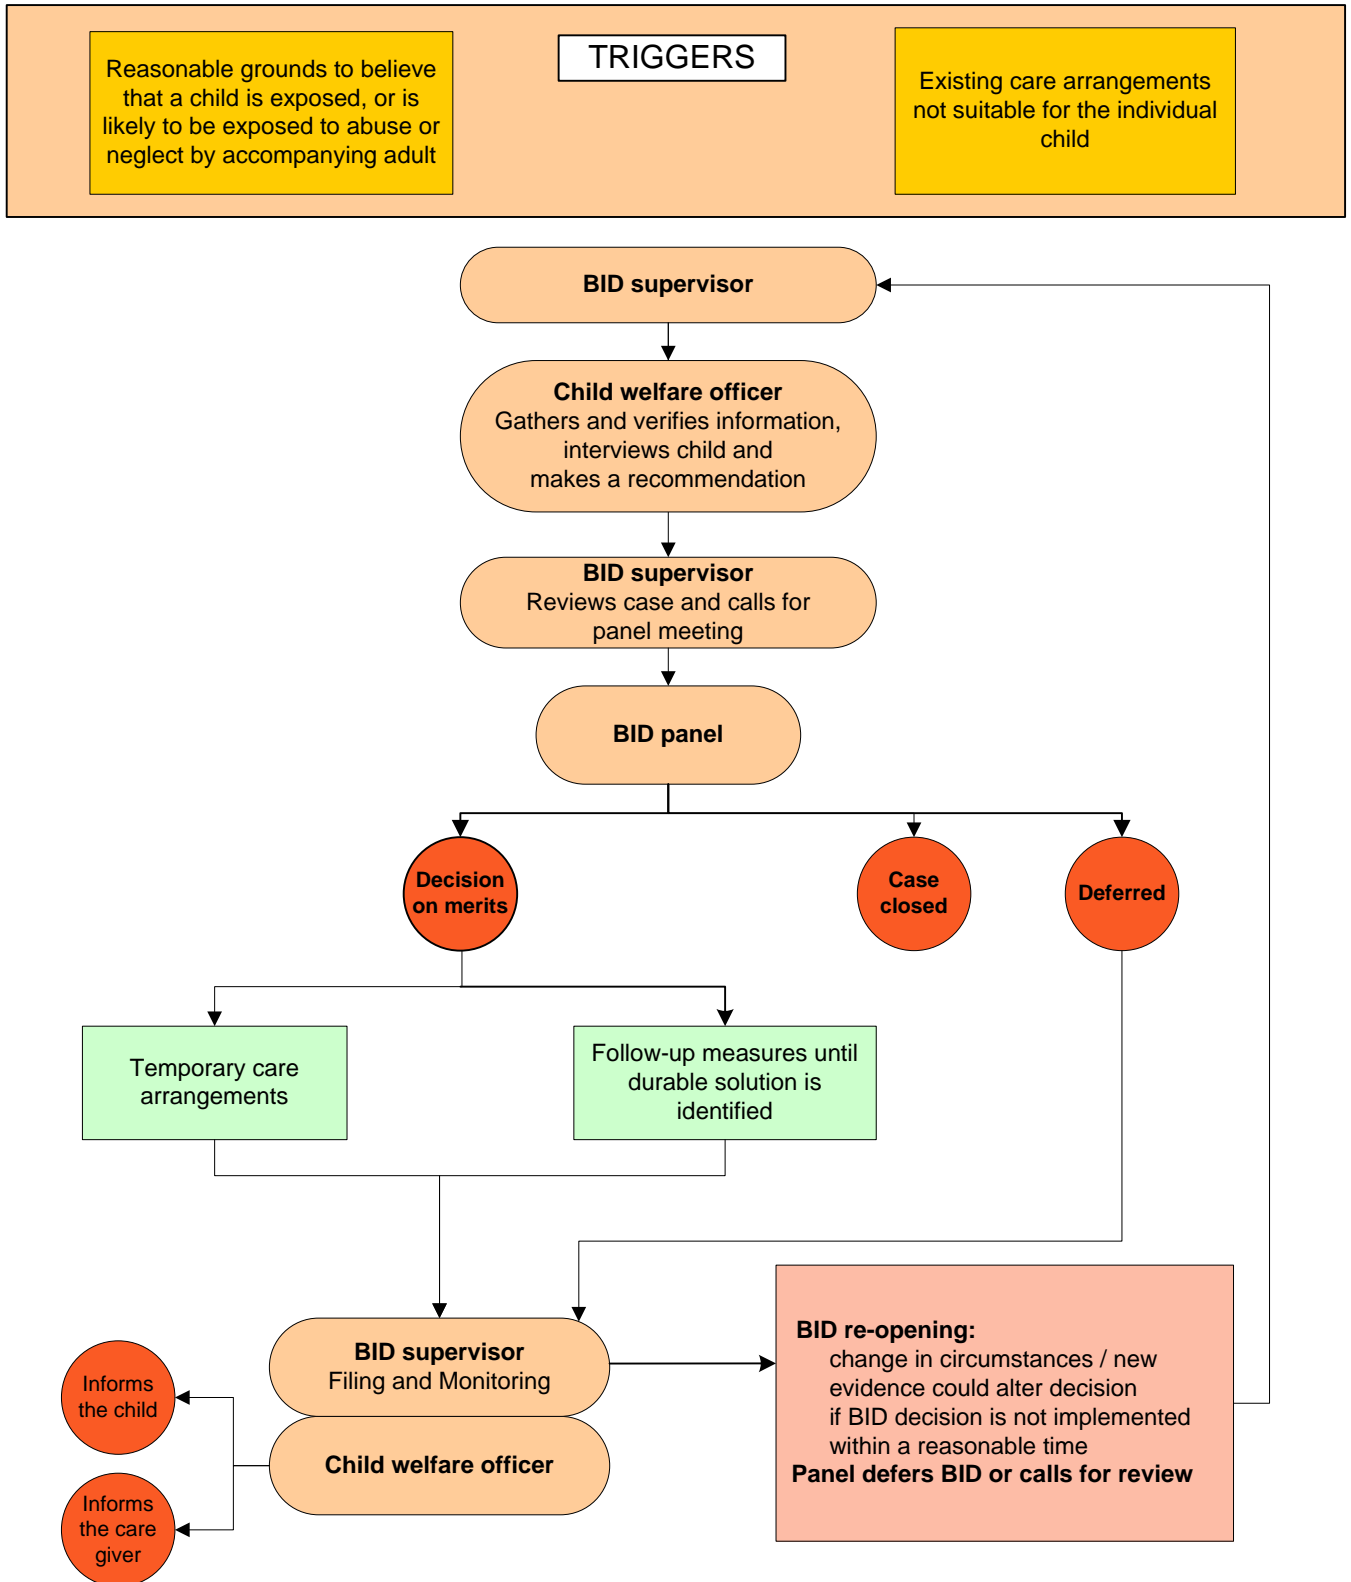 TRIGGERS
Reasonable grounds to believe
that a child is exposed, or is
likely to be exposed to abuse or
neglect by accompanying adult
Existing care arrangements
not suitable for the individual
child
BID supervisor
Child welfare officer
Gathers and verifies information,
interviews child and
makes a recommendation
BID supervisor
Reviews case and calls for
panel meeting
BID panel
Decision
on merits
Case
closed
Deferred
Temporary care
arrangements
Follow-up measures until
durable solution is
identified
BID supervisor
Filing and Monitoring
Child welfare officer
Informs
the child
Informs
the care
giver
BID re-opening:
change in circumstances / new
evidence could alter decision
if BID decision is not implemented
within a reasonable time
Panel defers BID or calls for review